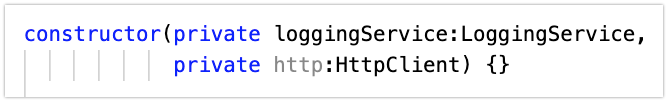 constructor(private loggingService:LoggingService,
private http:HttpClient) {}